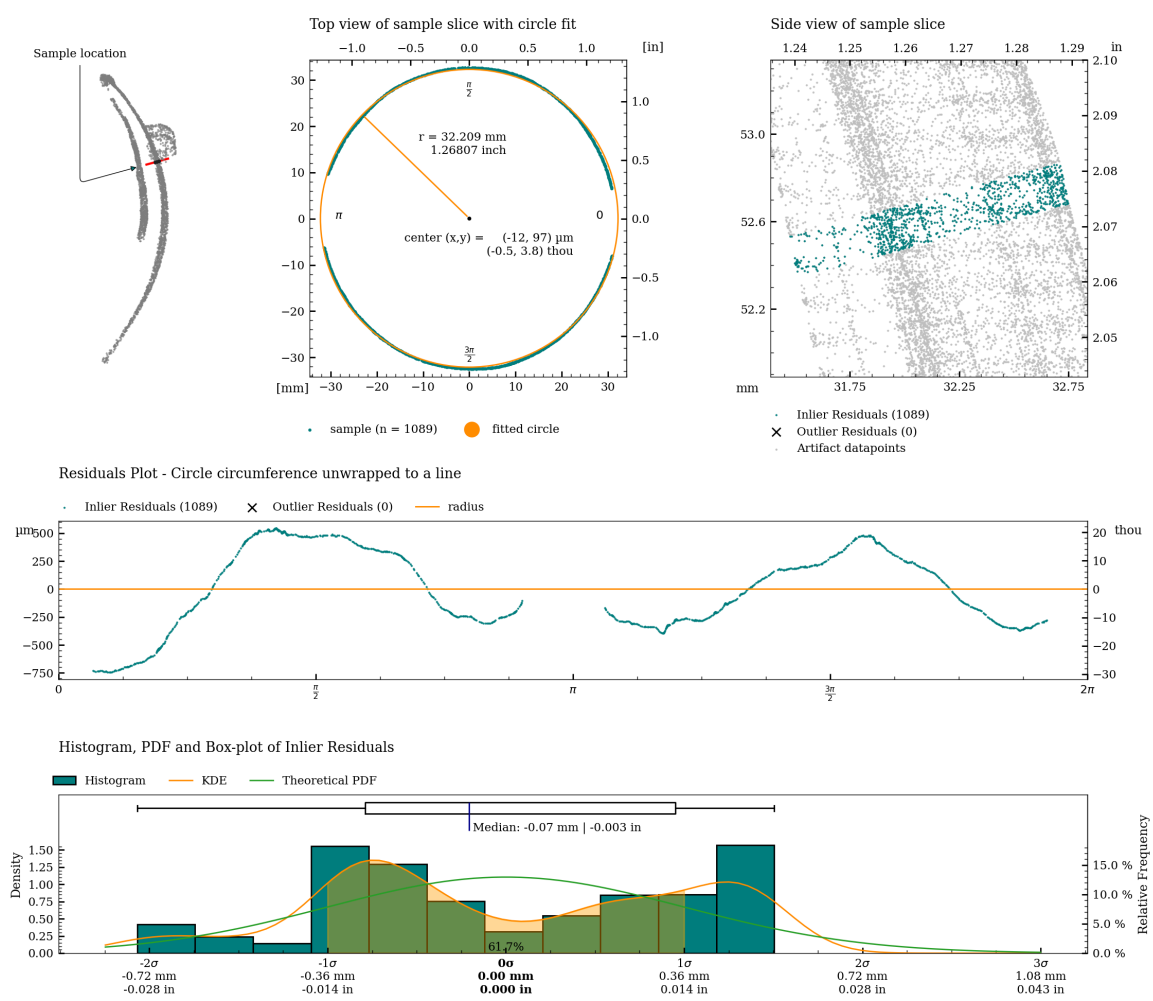 Sample location
Top view of sample slice with circle fit
−1.0 −0.5 0.0 0.5 1.0 [in]
30
20
10
0
−10
−20
−30
1.0
0.5
0.0
−0.5
−1.0
π/2
r = 32.209 mm
1.26807 inch
π 0
center (x,y) = (-12, 97) µm
(-0.5, 3.8) thou
3π/2
[mm] −30 −20 −10 0 10 20 30
sample (n = 1089) fitted circle
Side view of sample slice
1.24 1.25 1.26 1.27 1.28 1.29 in
53.0
52.6
52.2
2.10
2.09
2.08
2.07
2.06
2.05
mm 31.75 32.25 32.75
Inlier Residuals (1089)
Outlier Residuals (0)
Artifact datapoints
Residuals Plot - Circle circumference unwrapped to a line
Inlier Residuals (1089) Outlier Residuals (0) radius
µm
500
250
0
−250
−500
−750
thou
20
10
0
−10
−20
−30
0 π/2 π 3π/2 2π
Histogram, PDF and Box-plot of Inlier Residuals
Histogram KDE Theoretical PDF
Median: -0.07 mm | -0.003 in
Density
1.50
1.25
1.00
0.75
0.50
0.25
0.00
Relative Frequency
15.0 %
10.0 %
5.0 %
0.0 %
61.7%
-2σ -1σ 0σ 1σ 2σ 3σ
-0.72 mm -0.36 mm 0.00 mm 0.36 mm 0.72 mm 1.08 mm
-0.028 in -0.014 in 0.000 in 0.014 in 0.028 in 0.043 in